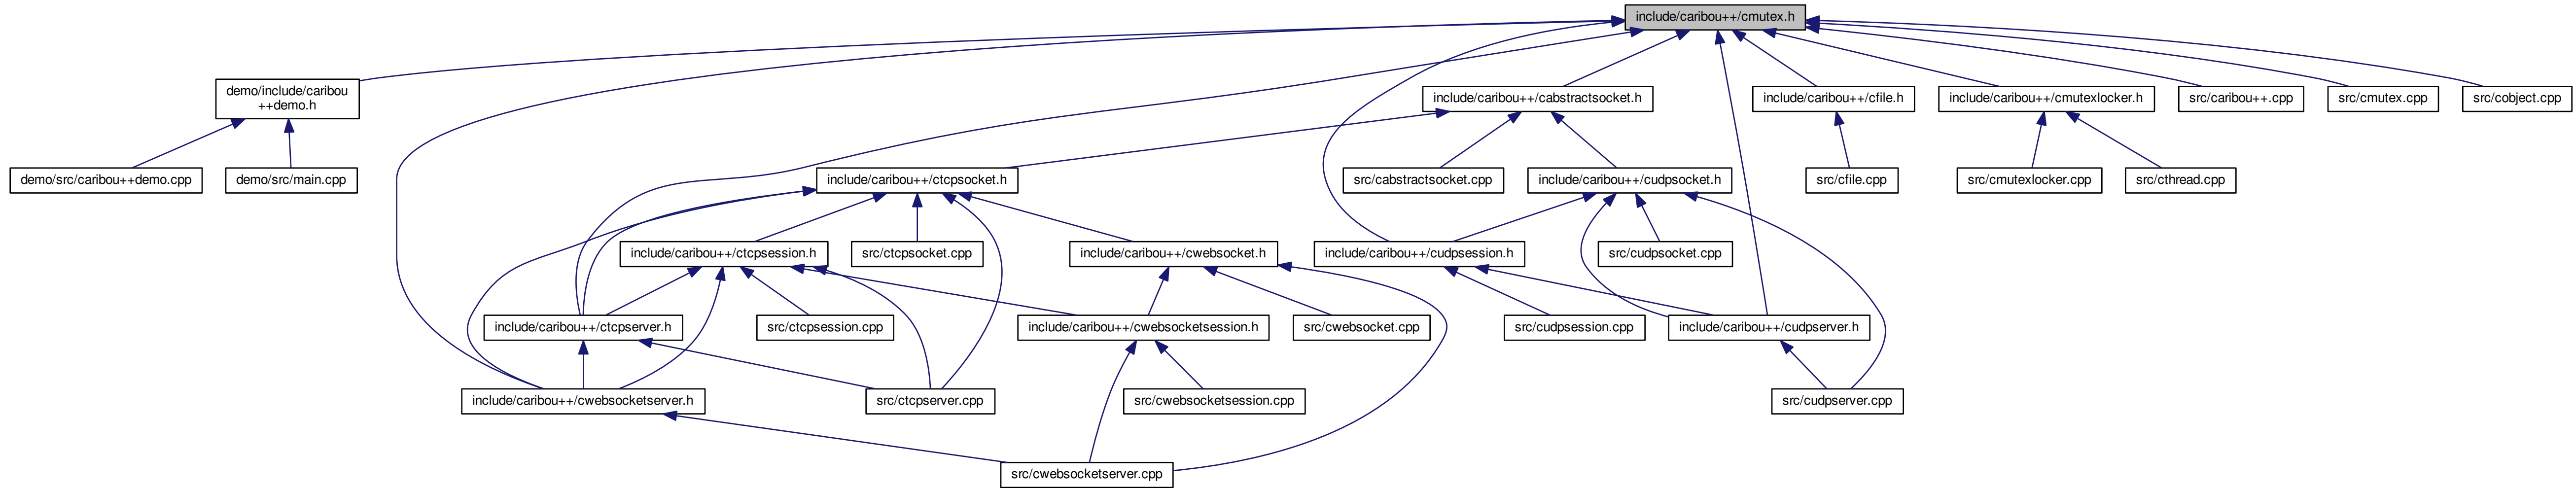 include/caribou++/cmutex.h
demo/include/caribou
++demo.h
include/caribou++/cabstractsocket.h
include/caribou++/cfile.h
include/caribou++/cmutexlocker.h
src/caribou++.cpp
src/cmutex.cpp
src/cobject.cpp
demo/src/caribou++demo.cpp
demo/src/main.cpp
include/caribou++/ctcpsocket.h
src/cabstractsocket.cpp
include/caribou++/cudpsocket.h
src/cfile.cpp
src/cmutexlocker.cpp
src/cthread.cpp
include/caribou++/ctcpsession.h
src/ctcpsocket.cpp
include/caribou++/cwebsocket.h
include/caribou++/cudpsession.h
src/cudpsocket.cpp
include/caribou++/ctcpserver.h
src/ctcpsession.cpp
include/caribou++/cwebsocketsession.h
src/cwebsocket.cpp
src/cudpsession.cpp
include/caribou++/cudpserver.h
include/caribou++/cwebsocketserver.h
src/ctcpserver.cpp
src/cwebsocketsession.cpp
src/cudpserver.cpp
src/cwebsocketserver.cpp